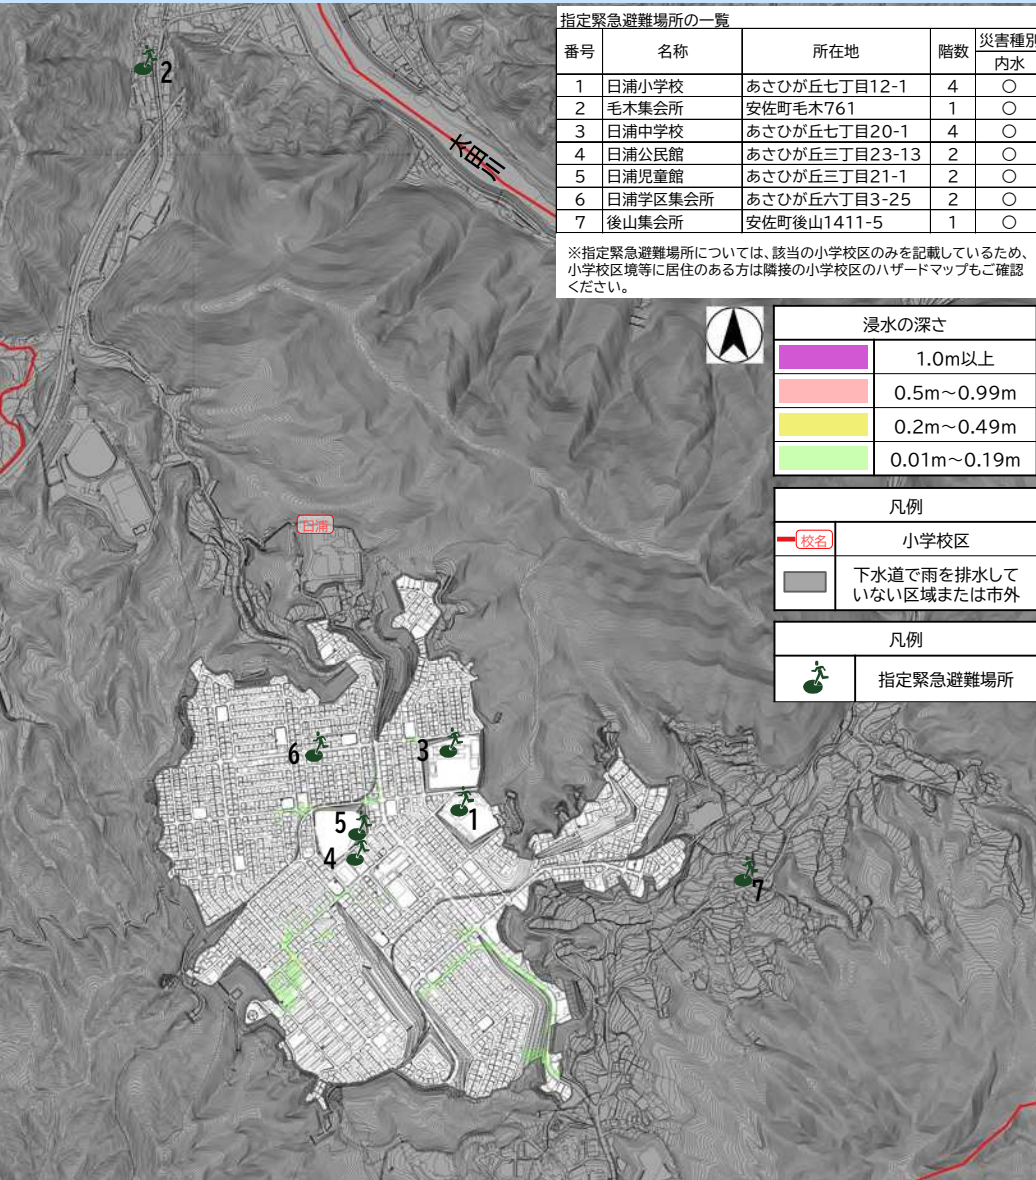 指定緊急避難場所の一覧
番号 名称 所在地 階数 災害種別
内水
1 日浦小学校 あさひが丘七丁目12-1 4 ○
2 毛木集会所 安佐町毛木761 1 ○
3 日浦中学校 あさひが丘七丁目20-1 4 ○
4 日浦公民館 あさひが丘三丁目23-13 2 ○
5 日浦児童館 あさひが丘三丁目21-1 2 ○
6 日浦学区集会所 あさひが丘六丁目3-25 2 ○
7 後山集会所 安佐町後山1411-5 1 ○
※指定緊急避難場所については、該当の小学校区のみを記載しているため、
小学校区境等に居住のある方は隣接の小学校区のハザードマップもご確認
ください。
2
太田川
浸水の深さ
1.0m以上
0.5m～0.99m
0.2m～0.49m
0.01m～0.19m
凡例
校名 小学校区
下水道で雨を排水して
いない区域または市外
凡例
指定緊急避難場所
日浦
6
3
1
5
4
7